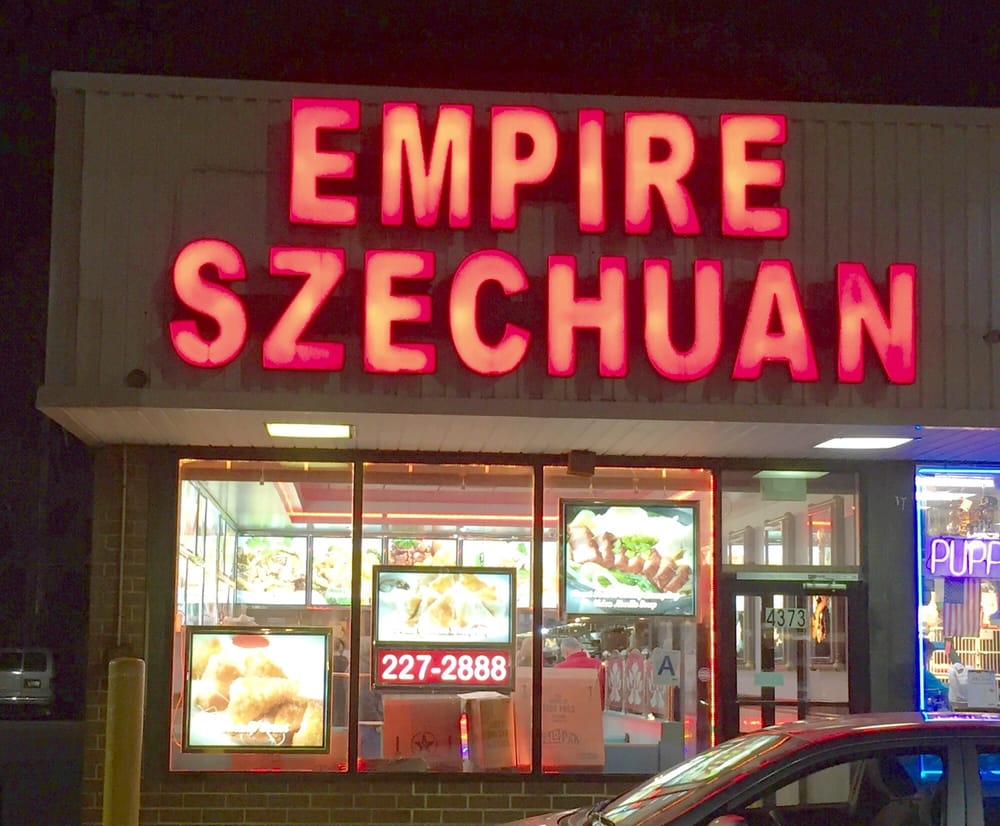 EMPIRE
SZECHUAN
227-2888
4373
A
PUPP